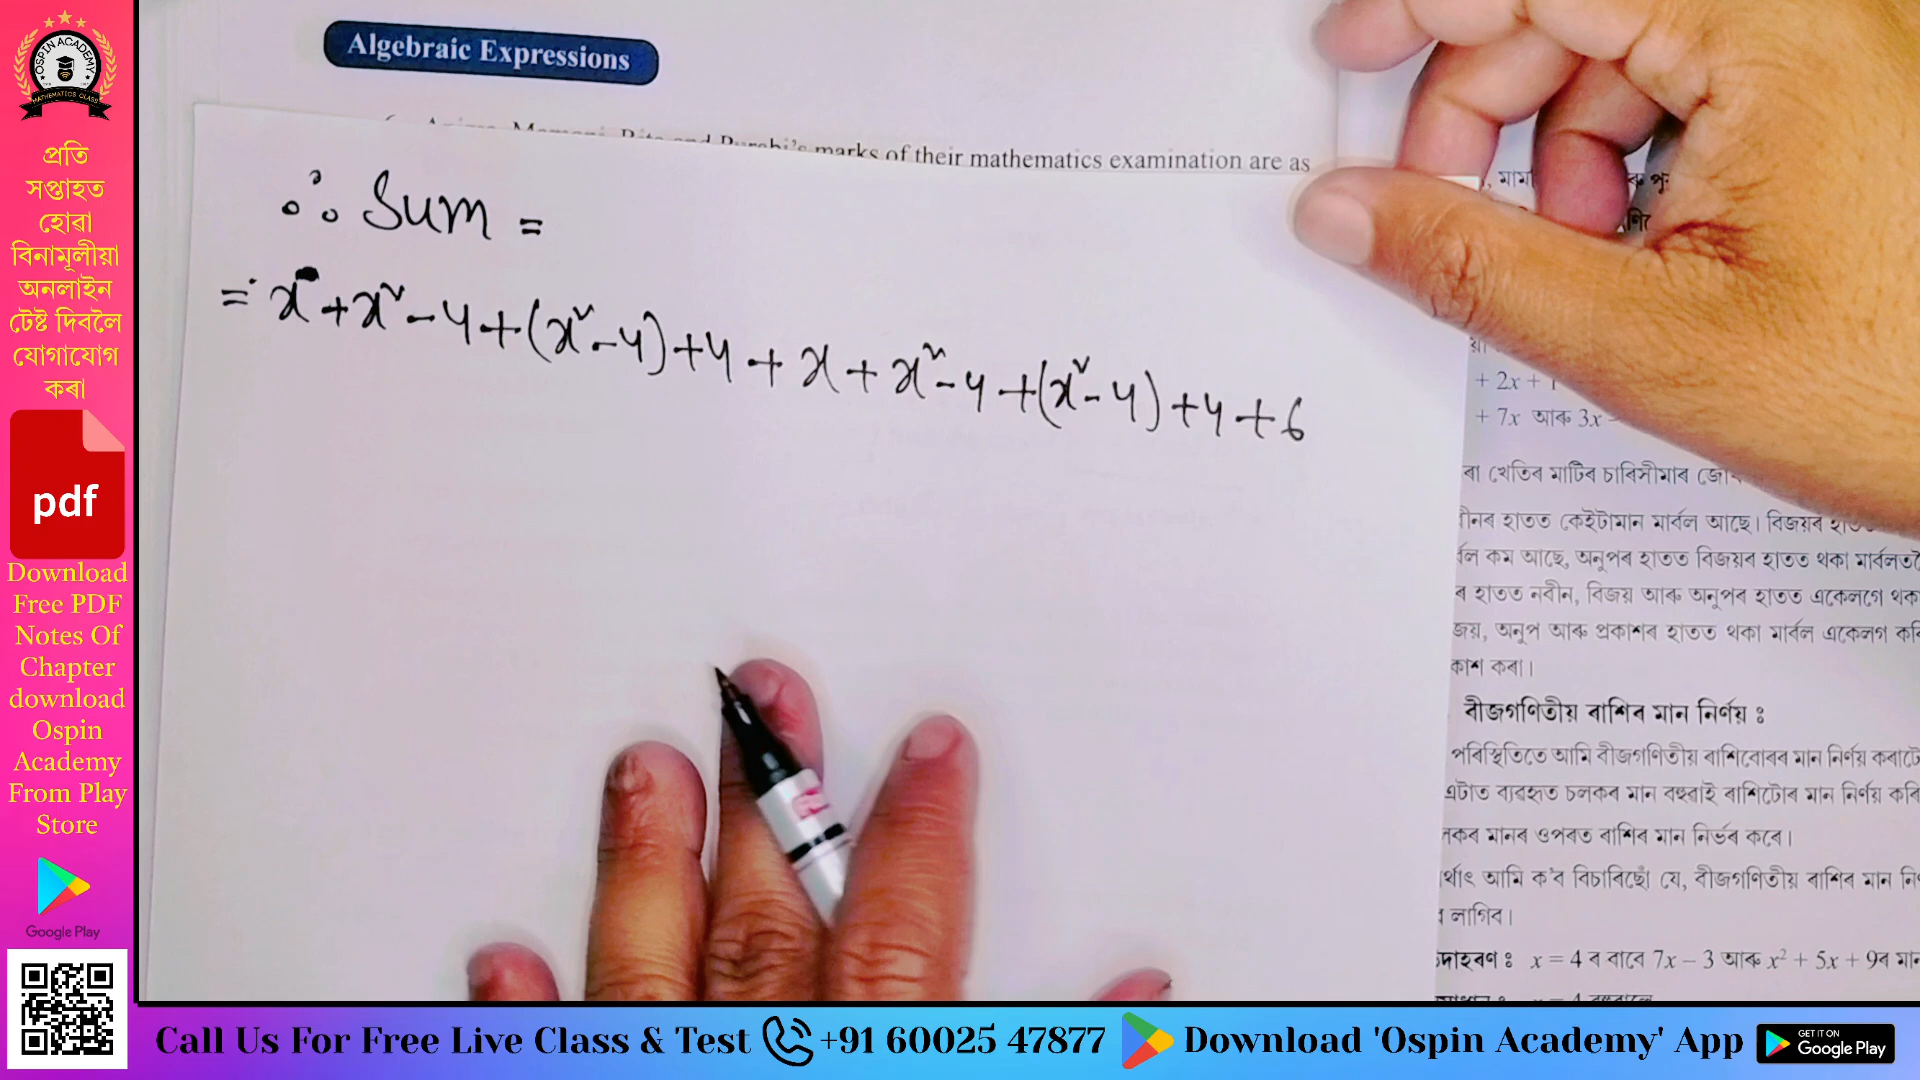 OSPIN ACADEMY
MATHEMATICS CLASS
প্ৰতি
সপ্তাহত
হোৱা
বিনামূলীয়া
অনলাইন
টেষ্ট দিবলৈ
যোগাযোগ
কৰা
pdf
Download
Free PDF
Notes Of
Chapter
download
Ospin
Academy
From Play
Store
Google Play
Algebraic Expressions
marks of their mathematics examination are as
∴ Sum =
= x + x² - 4 + (x² - 4) + 4 + x + x² - 4 + (x² - 4) + 4 + 6
+ 2x + 1
+ 7x আৰু 3x
ৰা খেতিৰ মাটিৰ চাৰিসীমাৰ
হাতত কেইটামান মাৰ্বল আছে। বিজয়ৰ
কম আছে, অনুপৰ হাতত বিজয়ৰ হাতত থকা
ৰ হাতত নবীন, বিজয় আৰু অনুপৰ হাতত একেলগে থকা
জয়, অনুপ আৰু প্ৰকাশৰ হাতত থকা মাৰ্বল একেলগ
কাশ কৰা।
বীজগণিতীয় ৰাশিৰ মান নিৰ্ণয় ঃ
পৰিস্থিতিতে আমি বীজগণিতীয় ৰাশিবোৰৰ মান নিৰ্ণয়
এটাত ব্যৱহৃত চলকৰ মান বহুৱাই ৰাশিটোৰ মান নিৰ্ণয়
লকৰ মানৰ ওপৰত ৰাশিৰ মান নিৰ্ভৰ কৰে।
ৰ্থাৎ আমি ক'ব বিচাৰিছোঁ যে, বীজগণিতীয় ৰাশিৰ মান
লাগিব।
দাহৰণ ঃ x = 4 ৰ বাবে 7x – 3 আৰু x² + 5x + 9ৰ মান
Call Us For Free Live Class & Test +91 60025 47877 Download 'Ospin Academy' App GET IT ON Google Play